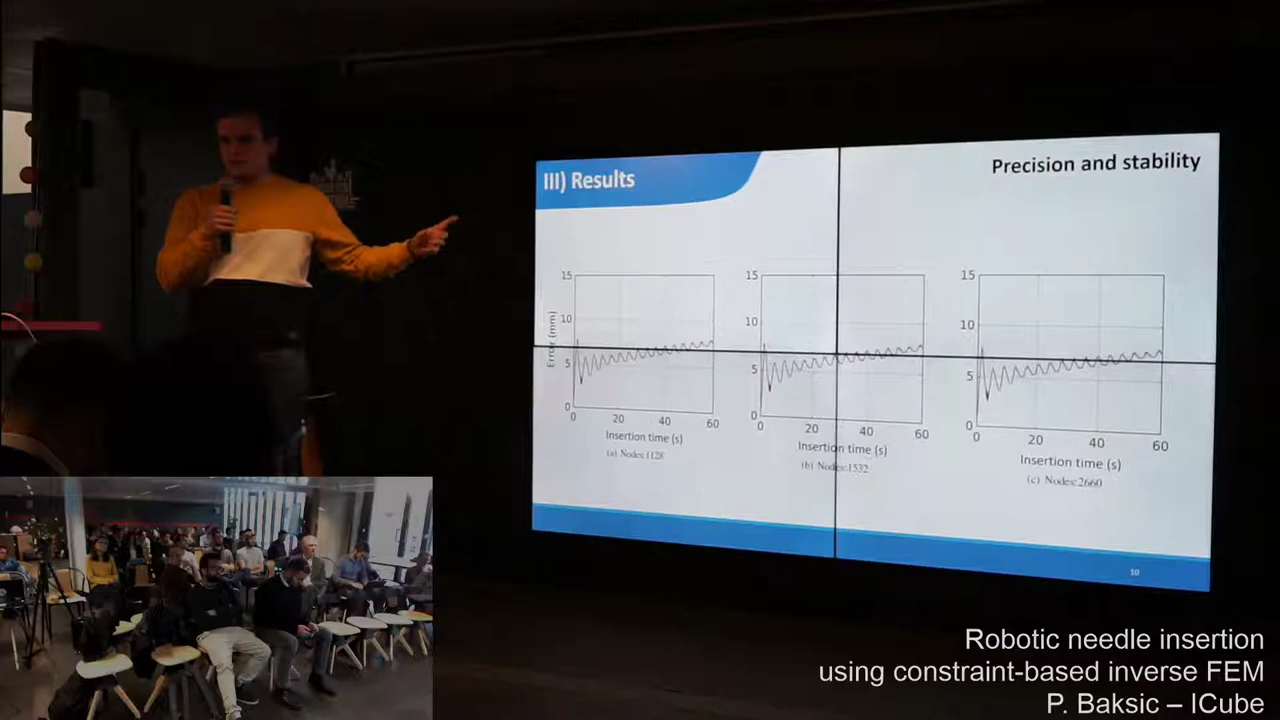 III) Results
Precision and stability
15
10
5
0
Error (mm)
0 20 40 60
Insertion time (s)
(a) Nodes:1128
15
10
5
0
0 20 40 60
Insertion time (s)
(b) Nodes:1532
15
10
5
0
0 20 40 60
Insertion time (s)
(c) Nodes:2660
10
Robotic needle insertion
using constraint-based inverse FEM
P. Baksic – ICube